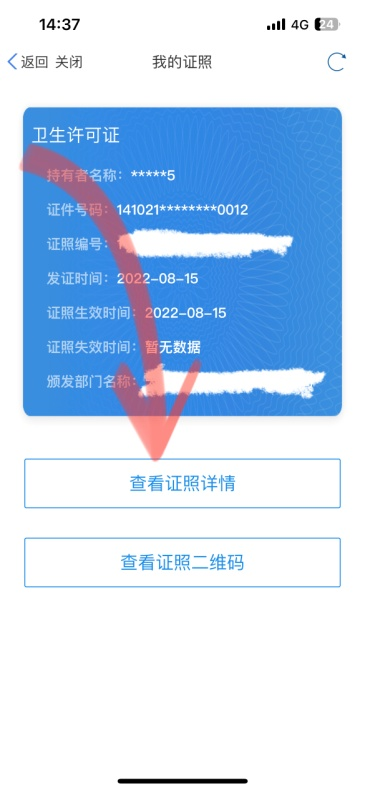 14:37
4G 24
返回 关闭 我的证照
卫生许可证
持有者名称：*****5
证件号码：141021********0012
证照编号：
发证时间：2022-08-15
证照生效时间：2022-08-15
证照失效时间：暂无数据
颁发部门名称：
查看证照详情
查看证照二维码